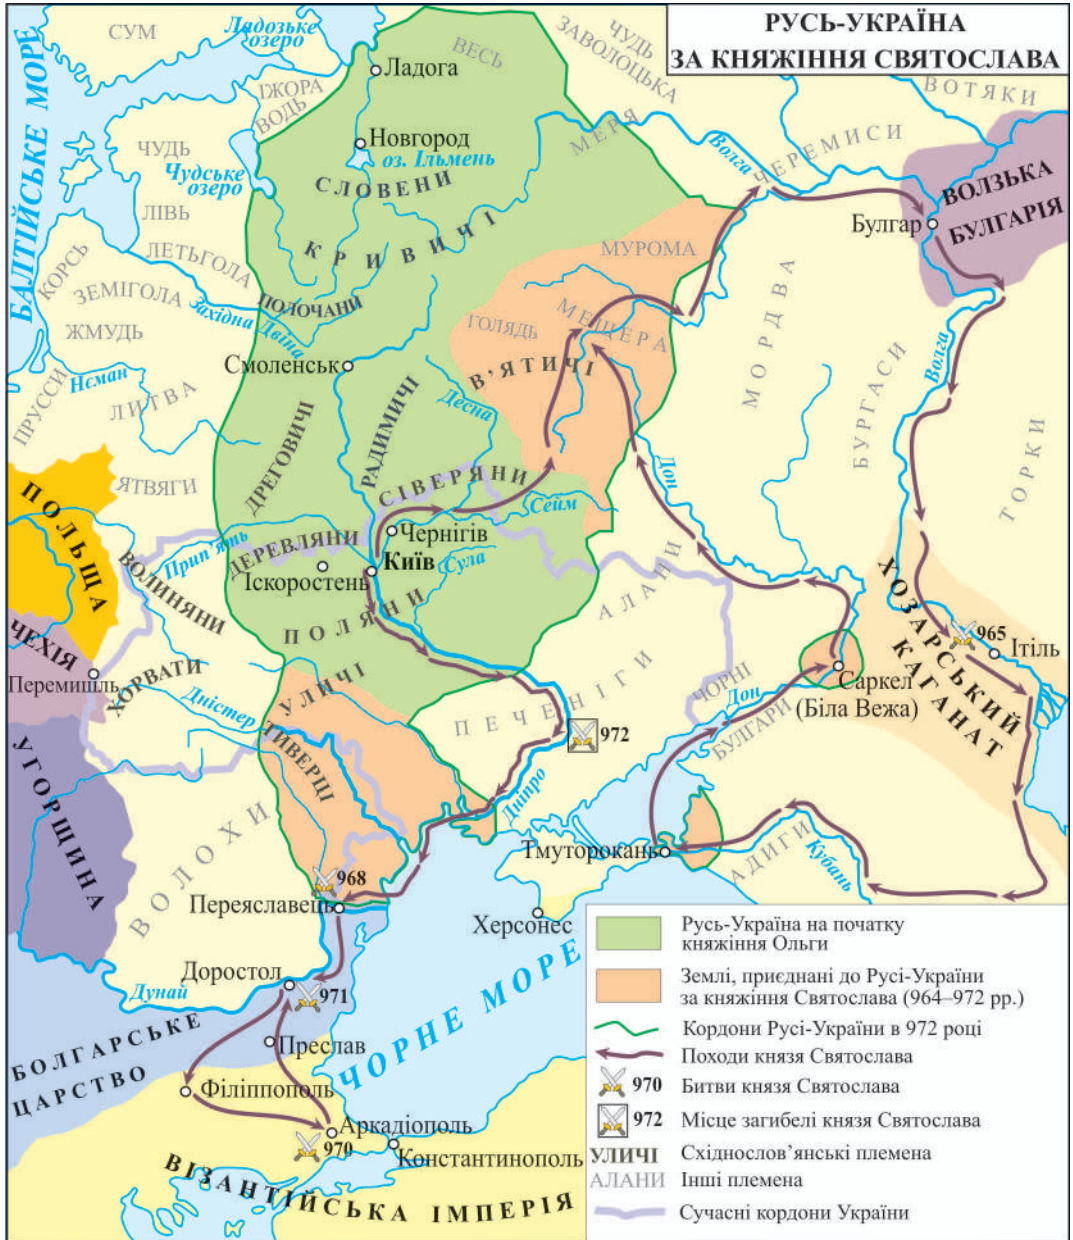 РУСЬ-УКРАЇНА
ЗА КНЯЖІННЯ СВЯТОСЛАВА
СУМ
Ладозьке
озеро
ВЕСЬ
ЧУДЬ
ЗАВОЛОЦЬКА
ВОТЯКИ
Ладога
ІЖОРА
ВОДЬ
БАЛТІЙСЬКЕ МОРЕ
Новгород
оз. Ільмень
МЕРЯ
Волга
ЧЕРЕМИСИ
ЧУДЬ
Чудське
озеро
СЛОВЕНИ
ВОЛЗЬКА
БУЛГАРІЯ
Булгар
ЛІВЬ
КРИВИЧІ
МУРОМА
КОРСЬ
ЛЕТЬГОЛА
ЗЕМІГОЛА
ПОЛОЧАНИ
Західна Двіна
ГОЛЯДЬ
МЕЩЕРА
МОРДВА
ЖМУДЬ
Смоленськ
В’ЯТИЧІ
Волга
ПРУССИ
Нєман
ЛИТВА
Десна
БУРГАСИ
ТОРКИ
ДРЕГОВИЧІ
РАДИМИЧІ
СІВЕРЯНИ
Дон
ЯТВЯГИ
ПОЛЬЩА
Сейм
Чернігів
Прип’ять
ДЕРЕВЛЯНИ
Київ
Сула
Іскоростень
ВОЛИНЯНИ
АЛАНИ
ХОЗАРСЬКИЙ
КАГАНАТ
ПОЛЯНИ
965
Ітіль
ЧЕХІЯ
Перемишль
ХОРВАТИ
УЛИЧІ
Дністер
ПЕЧЕНІГИ
ЧОРНІ
БУЛГАРИ
Дон
Саркел
(Біла Вежа)
972
ТИВЕРЦІ
УГОРЩИНА
Дніпро
ВОЛОХИ
Тмуторокань
АДИГИ
Кубань
968
Переяславець
Херсонес
Доростол
Дунай
971
ЧОРНЕ МОРЕ
БОЛГАРСЬКЕ
ЦАРСТВО
Преслав
Філіппополь
Аркадіополь
970
Константинополь
ВІЗАНТІЙСЬКА ІМПЕРІЯ
Русь-Україна на початку
княжіння Ольги
Землі, приєднані до Русі-України
за княжіння Святослава (964–972 рр.)
Кордони Русі-України в 972 році
Походи князя Святослава
970 Битви князя Святослава
972 Місце загибелі князя Святослава
УЛИЧІ Східнослов’янські племена
АЛАНИ Інші племена
Сучасні кордони України